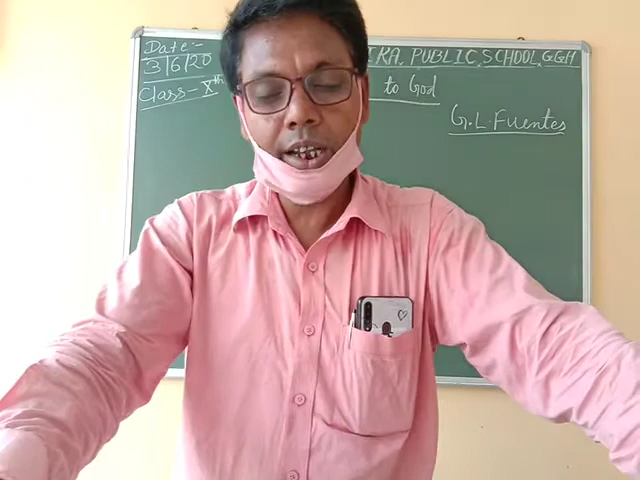 Date:-
3/6/20
Class- Xth
PUBLIC SCHOOL, G.G.H
to God
G.L.Fuentes